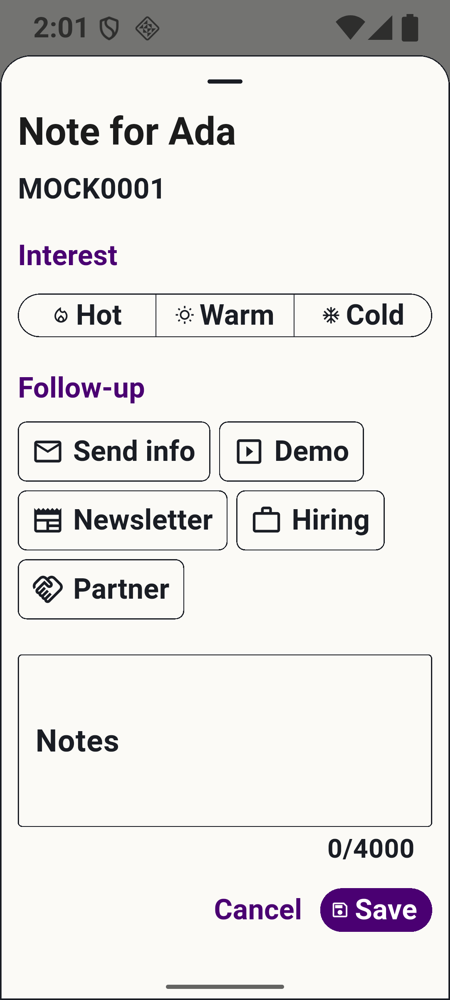 2:01
Note for Ada
MOCK0001
Interest
Hot Warm Cold
Follow-up
Send info Demo
Newsletter Hiring
Partner
Notes
0/4000
Cancel Save